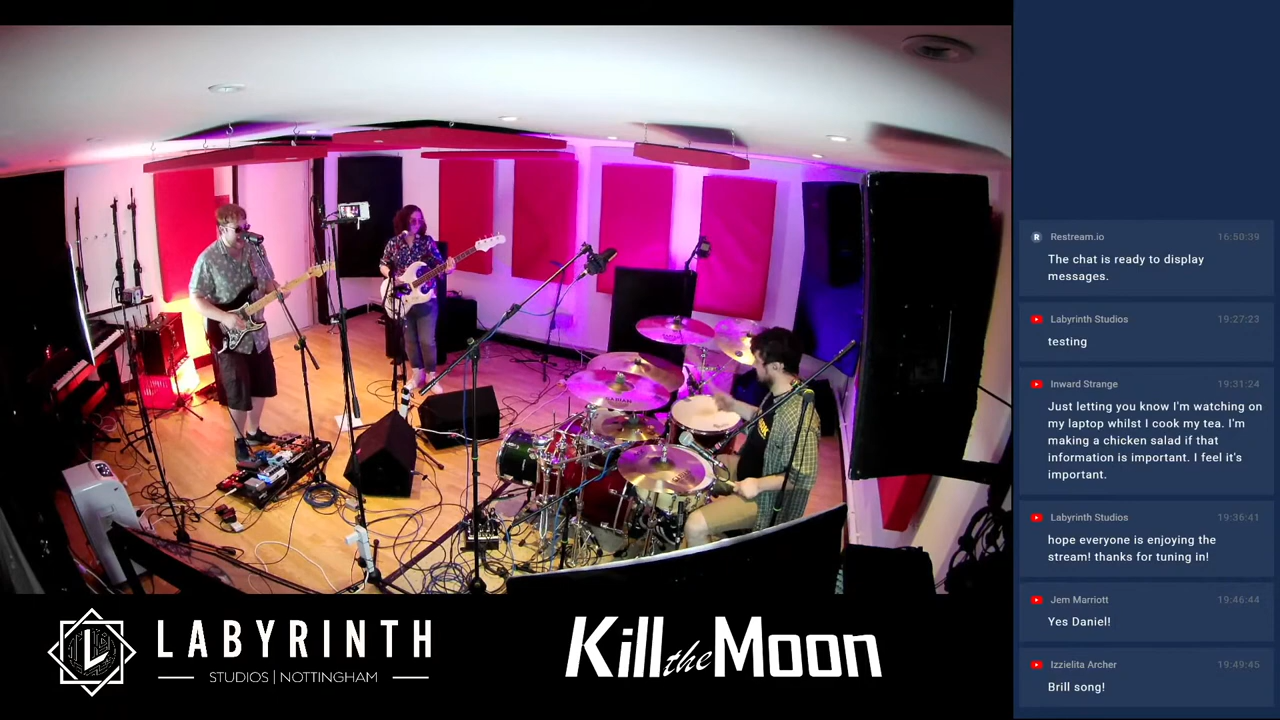 Restream.io 16:50:39
The chat is ready to display
messages.
Labyrinth Studios 19:27:23
testing
Inward Strange 19:31:24
Just letting you know I'm watching on
my laptop whilst I cook my tea. I'm
making a chicken salad if that
information is important. I feel it's
important.
Labyrinth Studios 19:36:41
hope everyone is enjoying the
stream! thanks for tuning in!
Jem Marriott 19:46:44
Yes Daniel!
Izzielita Archer 19:49:45
Brill song!
LABYRINTH
STUDIOS | NOTTINGHAM
Kill the Moon